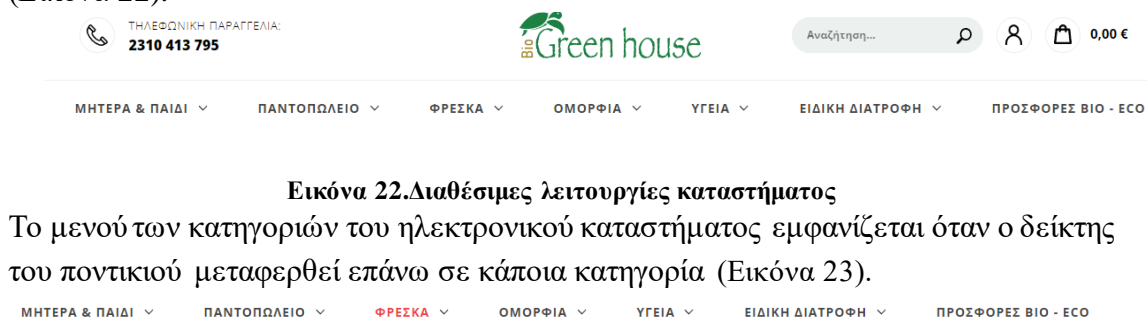 ΤΗΛΕΦΩΝΙΚΗ ΠΑΡΑΓΓΕΛΙΑ:
2310 413 795
Bio Green house
Αναζήτηση...
0,00 €
ΜΗΤΕΡΑ & ΠΑΙΔΙ ΠΑΝΤΟΠΩΛΕΙΟ ΦΡΕΣΚΑ ΟΜΟΡΦΙΑ ΥΓΕΙΑ ΕΙΔΙΚΗ ΔΙΑΤΡΟΦΗ ΠΡΟΣΦΟΡΕΣ BIO - ECO
Εικόνα 22.Διαθέσιμες λειτουργίες καταστήματος
Το μενού των κατηγοριών του ηλεκτρονικού καταστήματος εμφανίζεται όταν ο δείκτης
του ποντικιού μεταφερθεί επάνω σε κάποια κατηγορία (Εικόνα 23).
ΜΗΤΕΡΑ & ΠΑΙΔΙ ΠΑΝΤΟΠΩΛΕΙΟ ΦΡΕΣΚΑ ΟΜΟΡΦΙΑ ΥΓΕΙΑ ΕΙΔΙΚΗ ΔΙΑΤΡΟΦΗ ΠΡΟΣΦΟΡΕΣ BIO - ECO